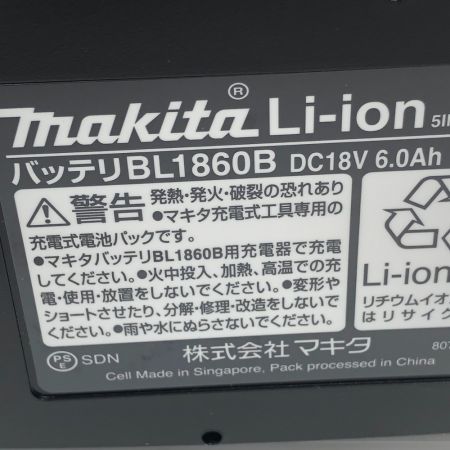 makita® Li-ion
バッテリBL1860B DC18V 6.0Ah
警告 発熱・発火・破裂の恐れあり
●マキタ充電式工具専用の
充電式電池パックです。
●マキタバッテリBL1860B用充電器で充電
してください。●火中投入、加熱、高温での充
電・使用・放置をしないでください。●変形や
ショートさせたり、分解・修理・改造をしないで
ください。●雨や水にぬらさないでください。
Li-ion
リチウムイオ
はリサイク
PSE SDN 株式会社 マキタ 807
Cell Made in Singapore, Pack processed in China